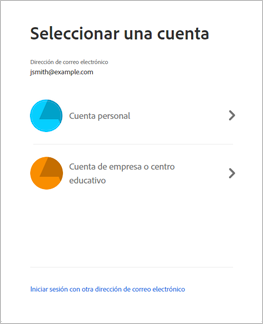 Seleccionar una cuenta
Dirección de correo electrónico
jsmith@example.com
Cuenta personal
Cuenta de empresa o centro
educativo
Iniciar sesión con otra dirección de correo electrónico